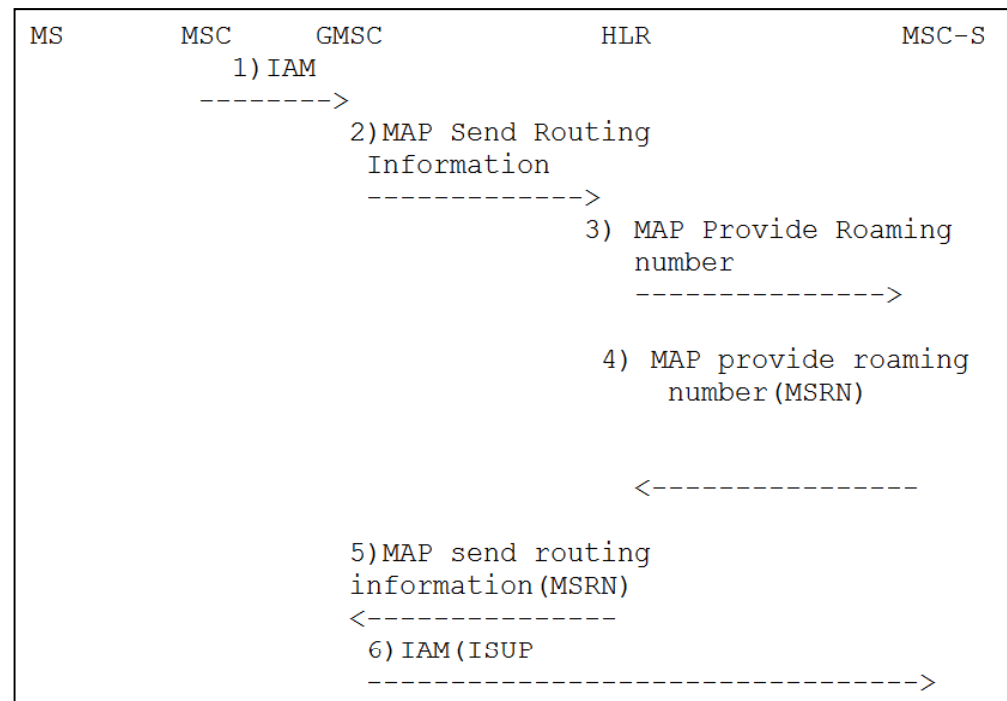 MS MSC GMSC HLR MSC-S
1)IAM
-------->
2)MAP Send Routing
Information
------------->
3) MAP Provide Roaming
number
--------------->
4) MAP provide roaming
number(MSRN)
<----------------
5)MAP send routing
information(MSRN)
<---------------
6)IAM(ISUP
--------------------------------->